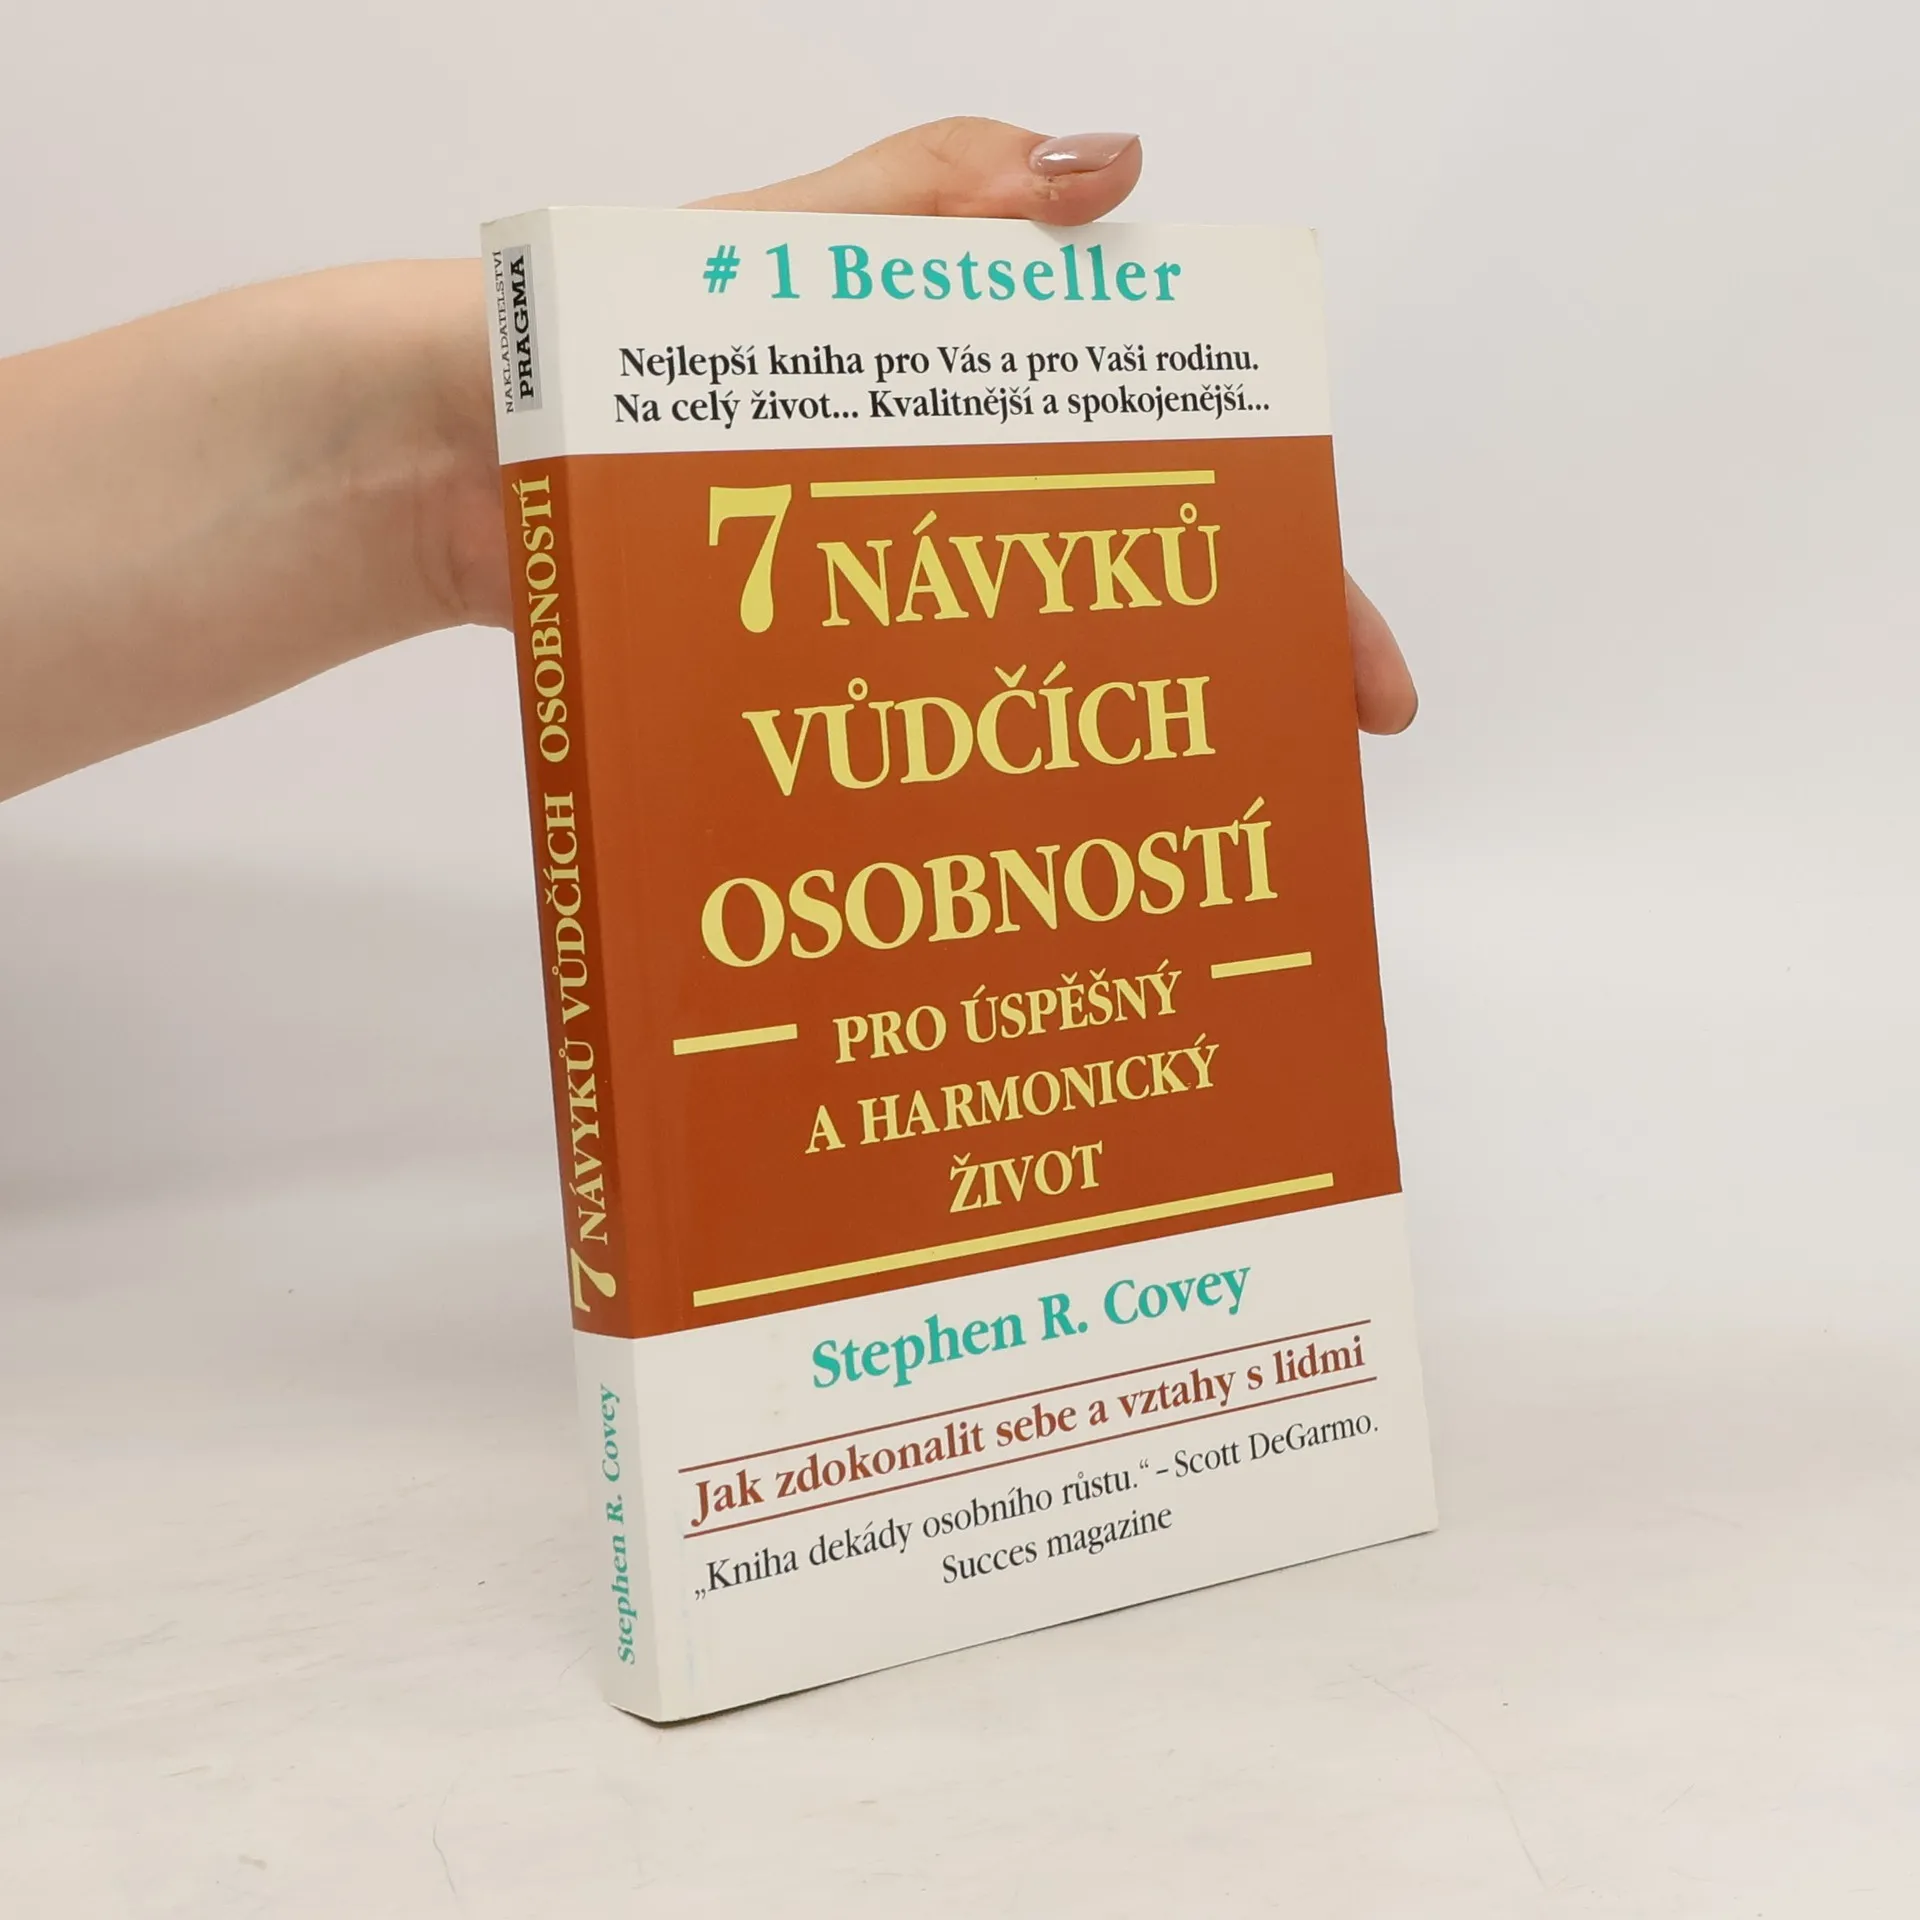 # 1 Bestseller
Nejlepší kniha pro Vás a pro Vaši rodinu.
Na celý život... Kvalitnější a spokojenější...
7 NÁVYKŮ
VŮDČÍCH
OSOBNOSTÍ
PRO ÚSPĚŠNÝ
A HARMONICKÝ
ŽIVOT
Stephen R. Covey
Jak zdokonalit sebe a vztahy s lidmi
„Kniha dekády osobního růstu.“ – Scott DeGarmo.
Succes magazine
NAKLADATELSTVÍ
PRAGMA
7 NÁVYKŮ VŮDČÍCH OSOBNOSTÍ
Stephen R. Covey